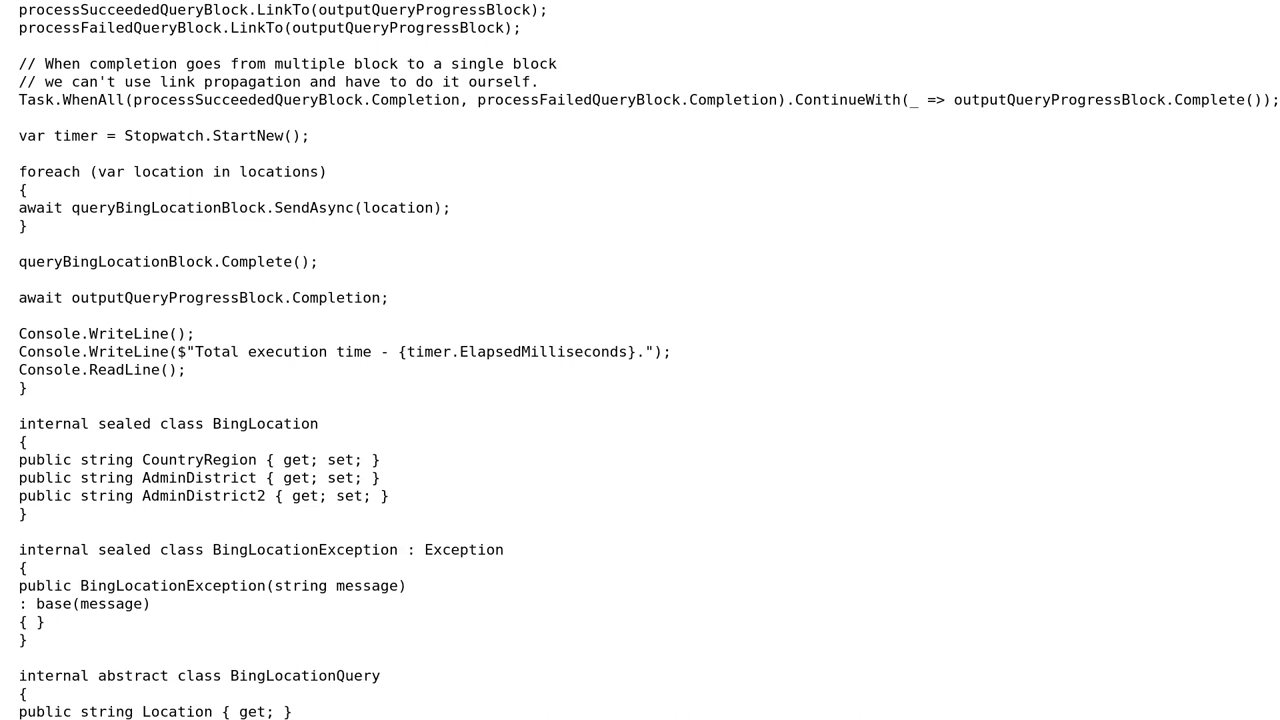 processSucceededQueryBlock.LinkTo(outputQueryProgressBlock);
processFailedQueryBlock.LinkTo(outputQueryProgressBlock);
// When completion goes from multiple block to a single block
// we can't use link propagation and have to do it ourself.
Task.WhenAll(processSucceededQueryBlock.Completion, processFailedQueryBlock.Completion).ContinueWith(_ => outputQueryProgressBlock.Complete());
var timer = Stopwatch.StartNew();
foreach (var location in locations)
{
await queryBingLocationBlock.SendAsync(location);
}
queryBingLocationBlock.Complete();
await outputQueryProgressBlock.Completion;
Console.WriteLine();
Console.WriteLine($"Total execution time - {timer.ElapsedMilliseconds}.");
Console.ReadLine();
}
internal sealed class BingLocation
{
public string CountryRegion { get; set; }
public string AdminDistrict { get; set; }
public string AdminDistrict2 { get; set; }
}
internal sealed class BingLocationException : Exception
{
public BingLocationException(string message)
: base(message)
{ }
}
internal abstract class BingLocationQuery
{
public string Location { get; }